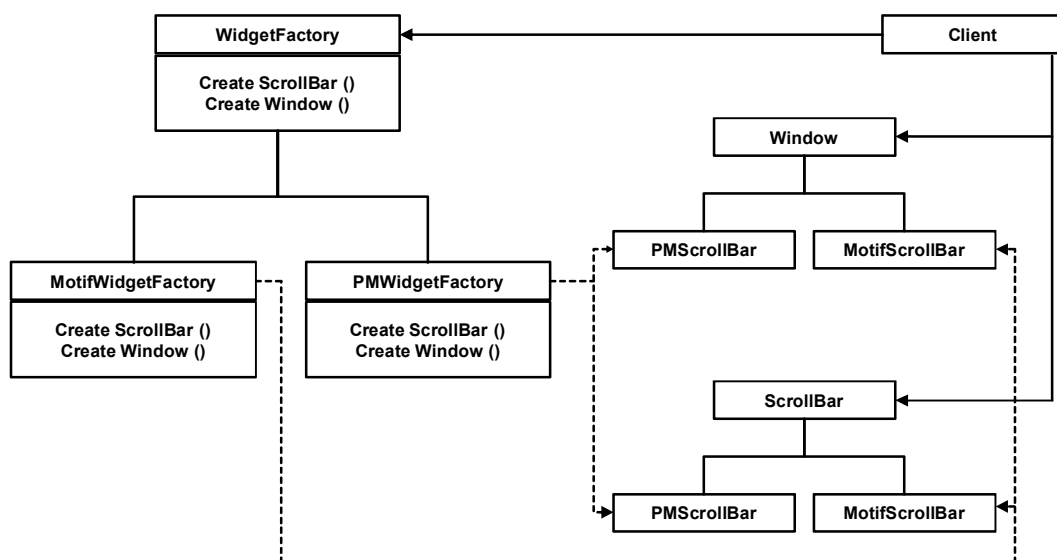 WidgetFactory
Client
Create ScrollBar ()
Create Window ()
Window
PMScrollBar
MotifScrollBar
MotifWidgetFactory
PMWidgetFactory
Create ScrollBar ()
Create Window ()
Create ScrollBar ()
Create Window ()
ScrollBar
PMScrollBar
MotifScrollBar